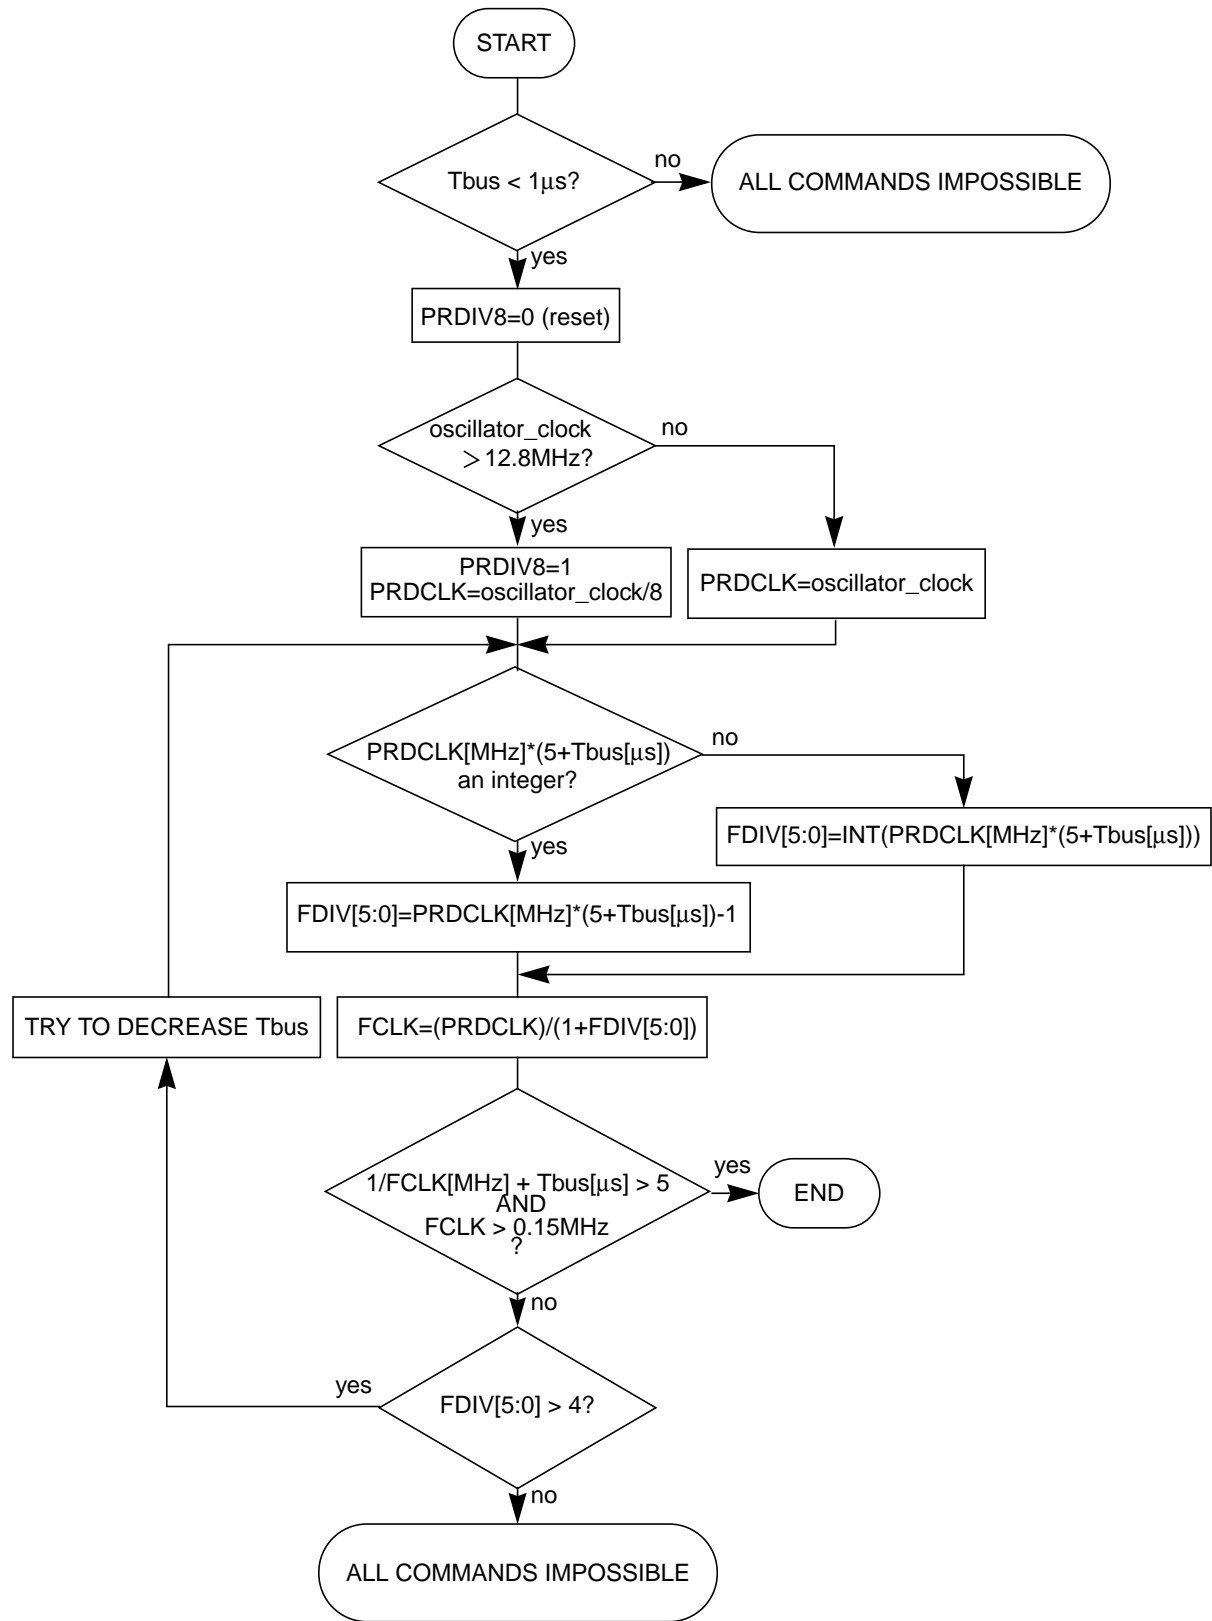 START
Tbus < 1μs?
no
ALL COMMANDS IMPOSSIBLE
yes
PRDIV8=0 (reset)
oscillator_clock
>12.8MHz?
no
yes
PRDIV8=1
PRDCLK=oscillator_clock/8
PRDCLK=oscillator_clock
PRDCLK[MHz]*(5+Tbus[μs])
an integer?
no
yes
FDIV[5:0]=INT(PRDCLK[MHz]*(5+Tbus[μs]))
FDIV[5:0]=PRDCLK[MHz]*(5+Tbus[μs])-1
TRY TO DECREASE Tbus
FCLK=(PRDCLK)/(1+FDIV[5:0])
1/FCLK[MHz] + Tbus[μs] > 5
AND
FCLK > 0.15MHz
?
yes
END
no
yes
FDIV[5:0] > 4?
no
ALL COMMANDS IMPOSSIBLE